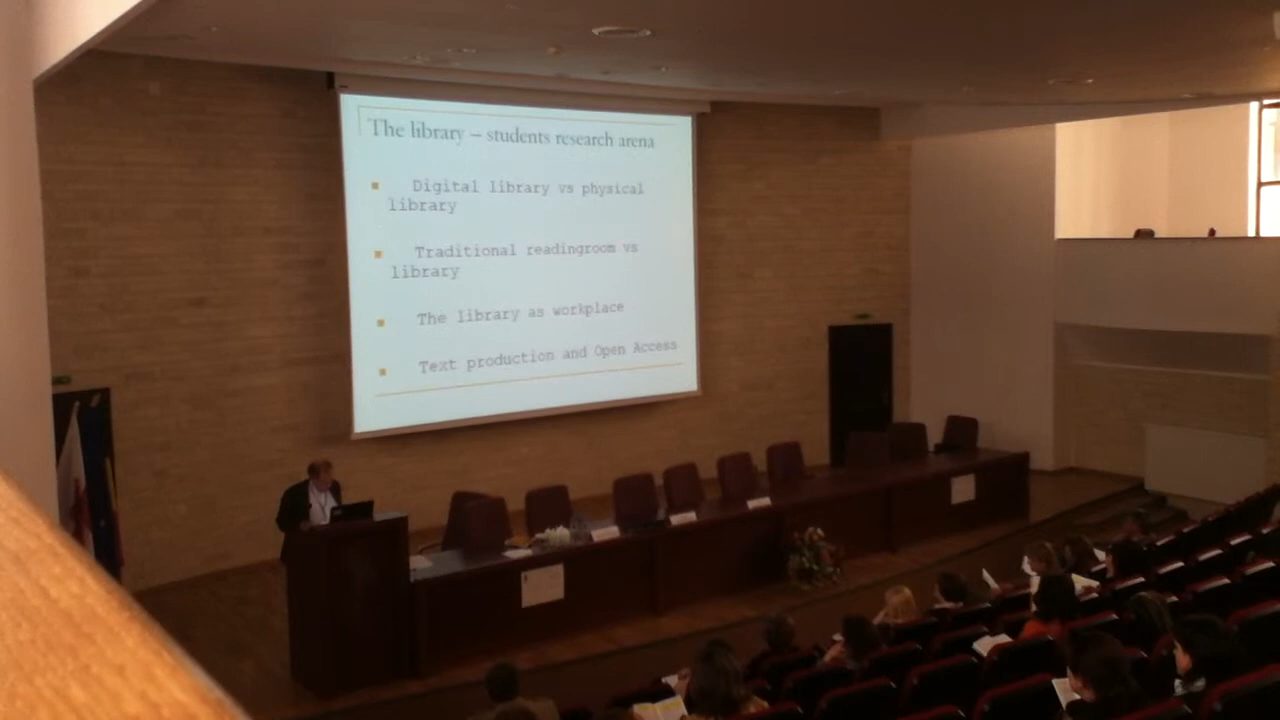 The library – students research arena
Digital library vs physical
library
Traditional readingroom vs
library
The library as workplace
Text production and Open Access